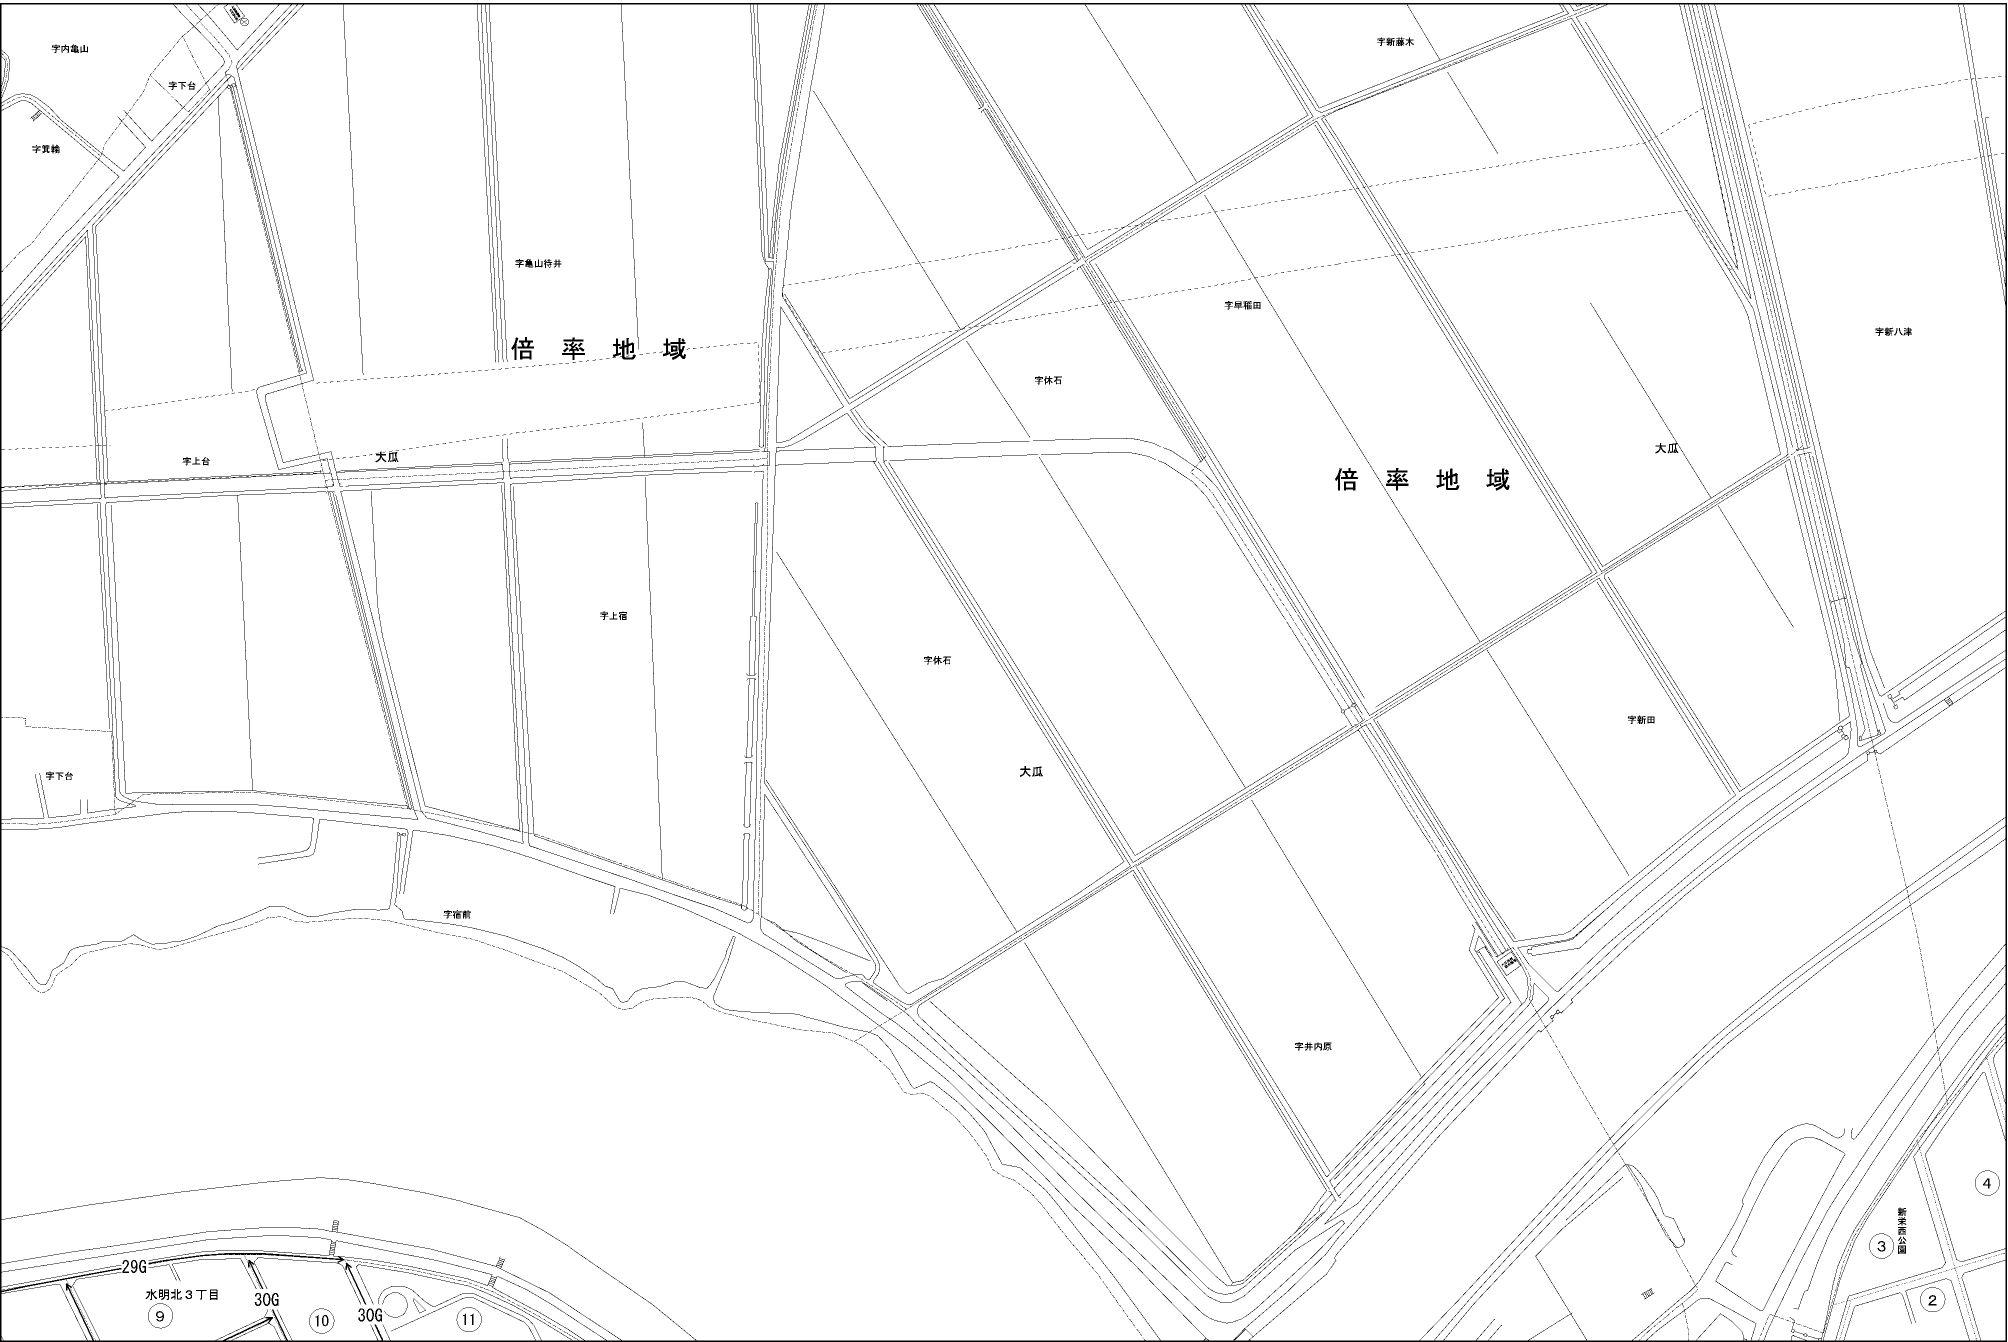 字内亀山
字新藤木
字下台
字箕輪
字亀山待井
字早稲田
字新八津
倍率地域
字休石
大瓜
字上台
大瓜
倍率地域
字上宿
字休石
字新田
字下台
大瓜
字宿前
字井内原
④
新栄西公園
③
29G
水明北3丁目
30G
30G
⑨
⑩
⑪
②